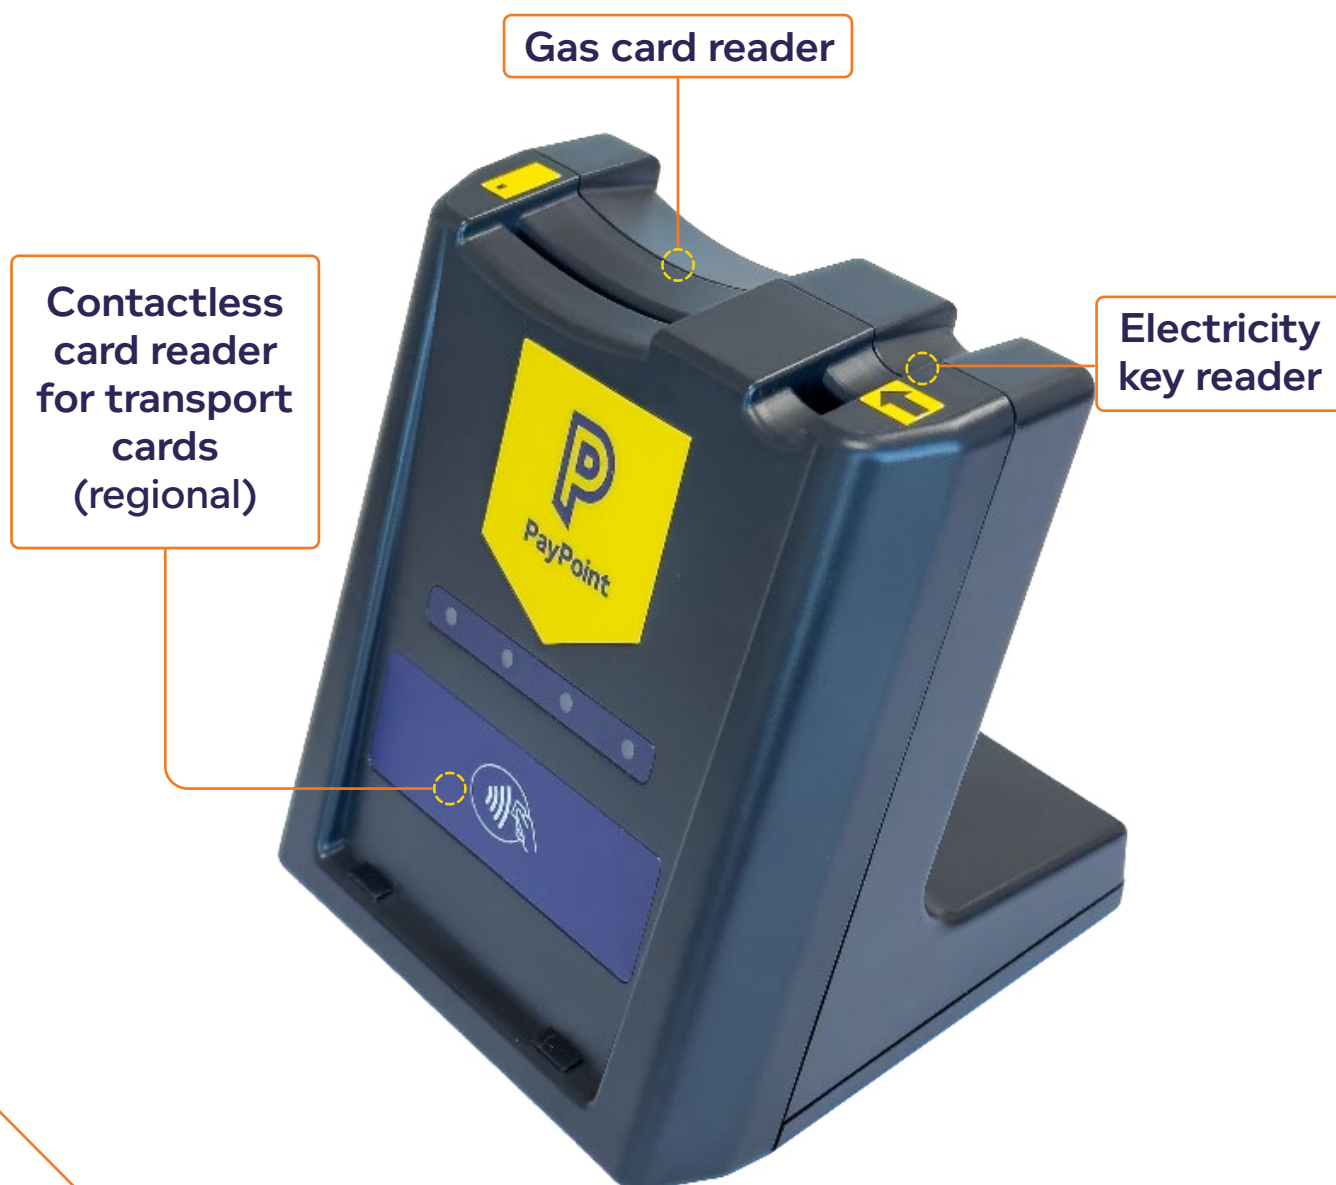 Gas card reader
Contactless
card reader
for transport
cards
(regional)
Electricity
key reader
PayPoint